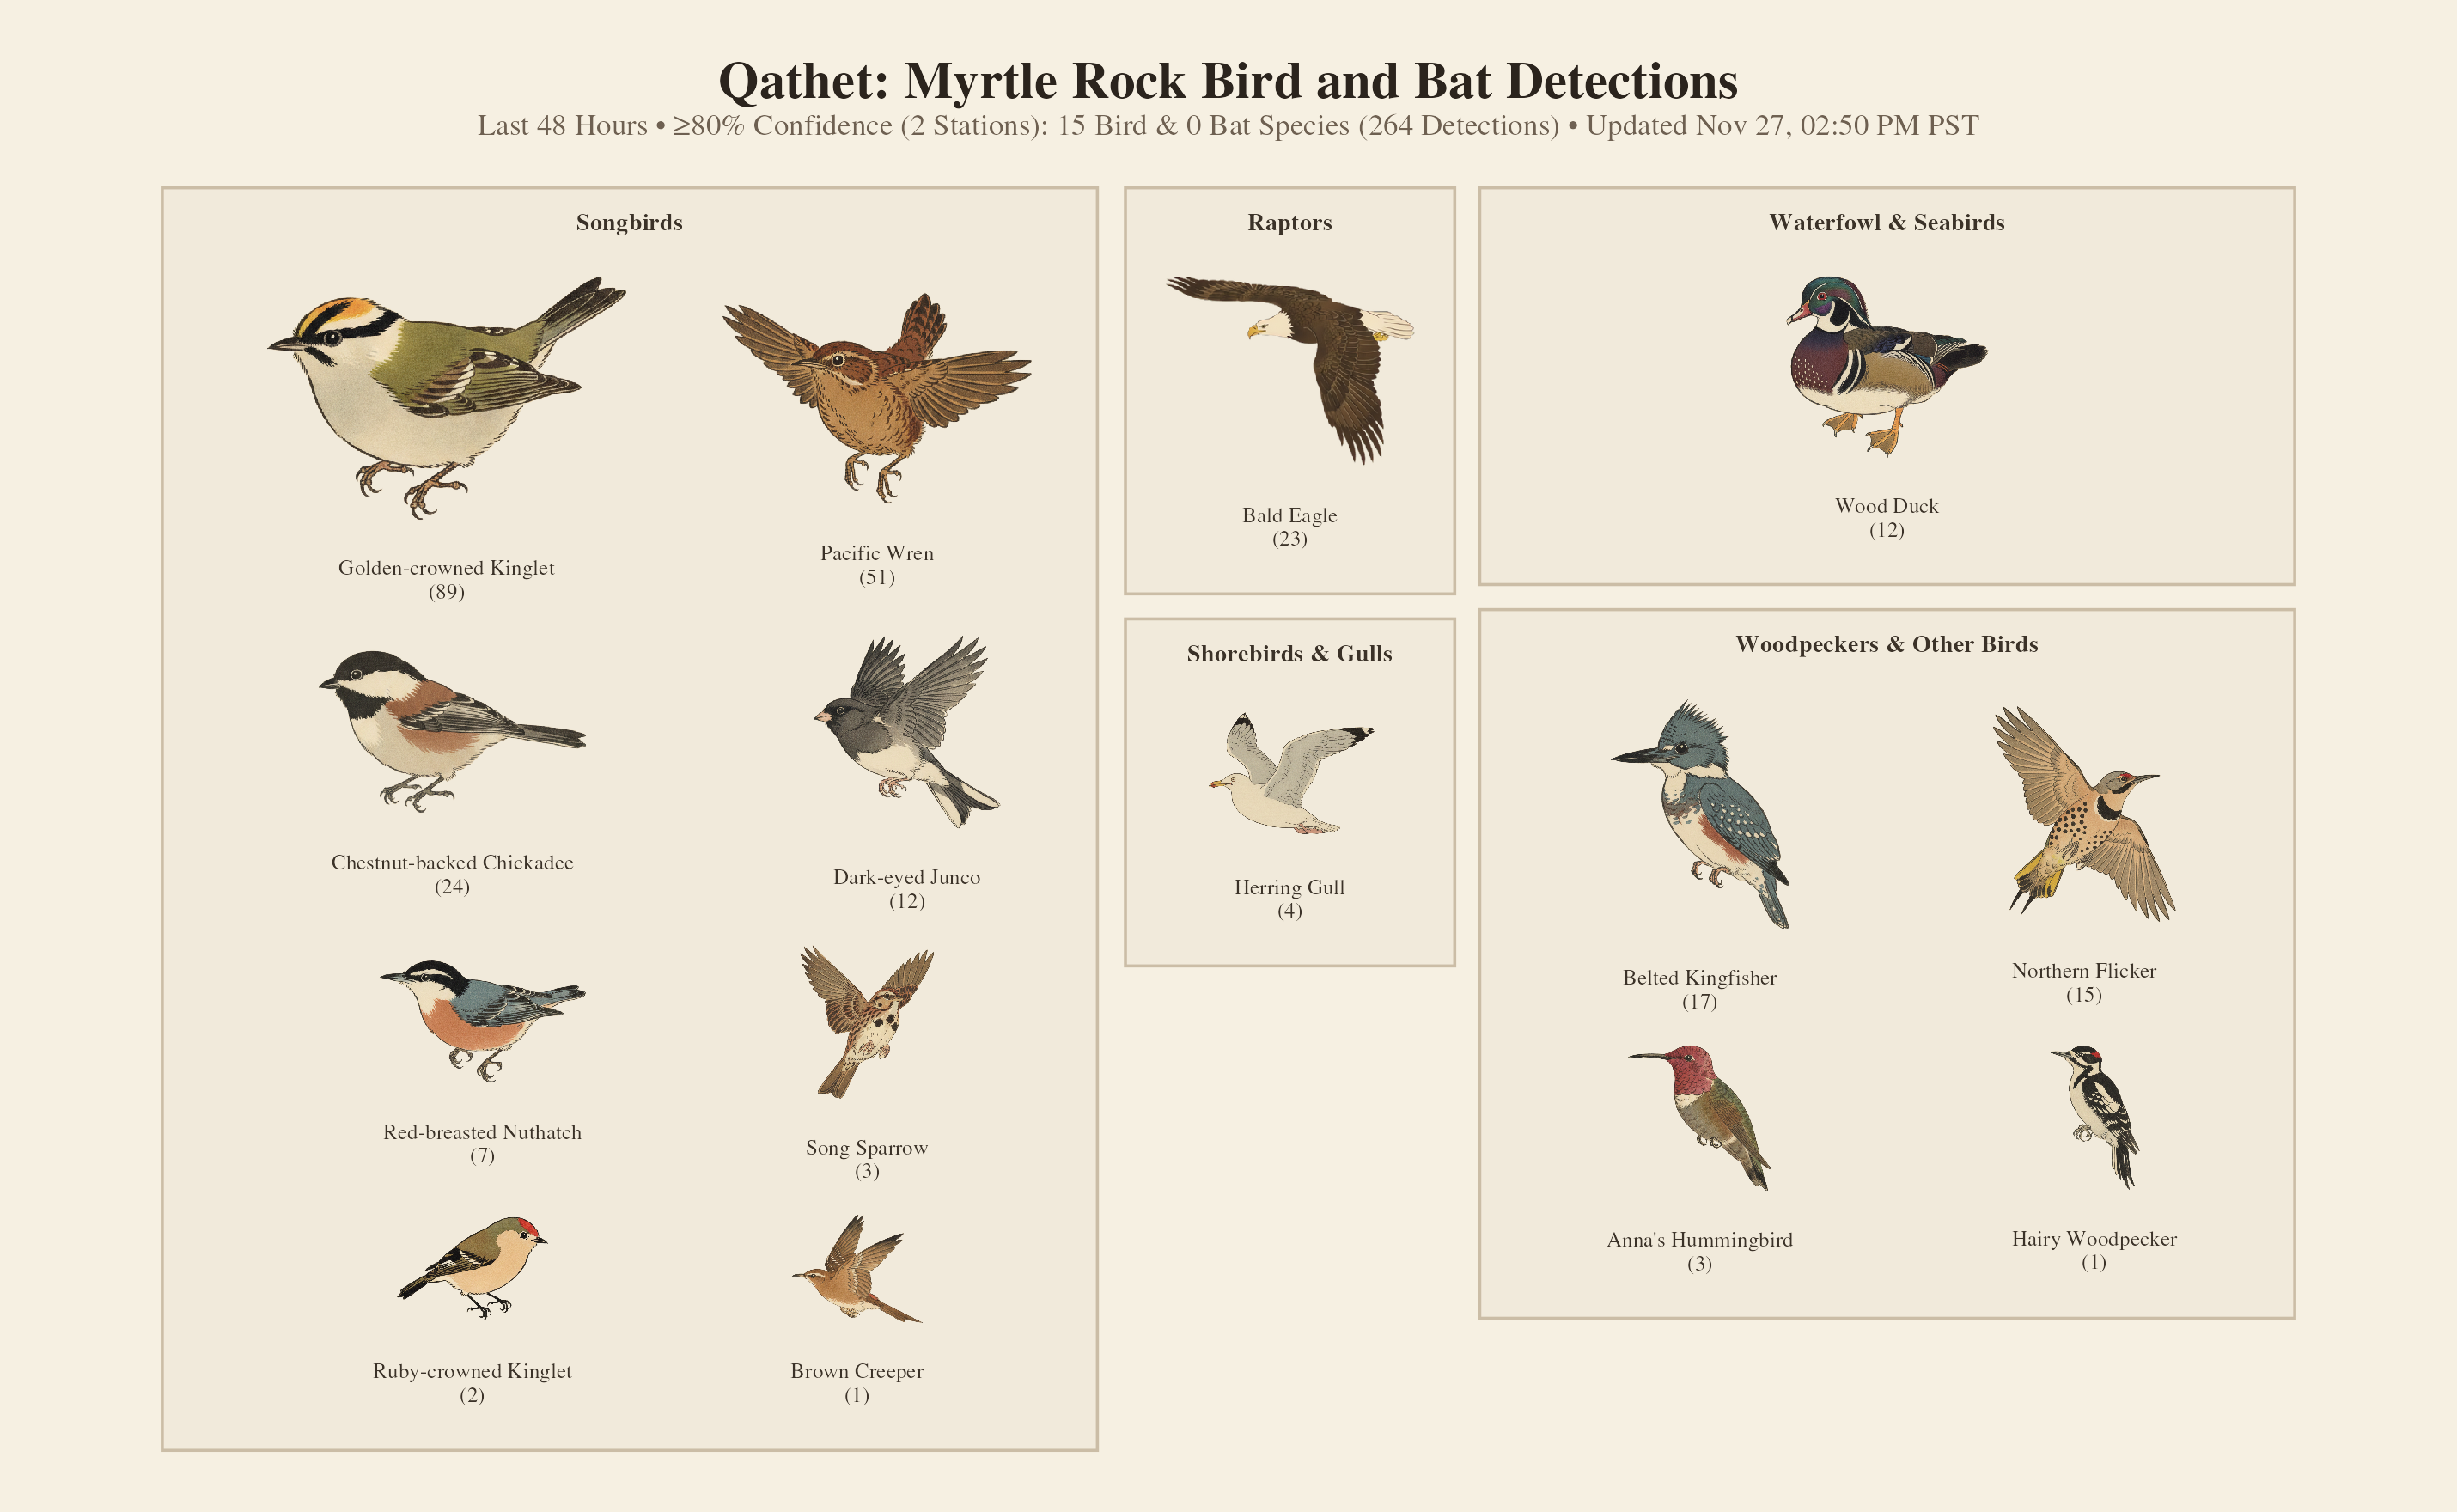 Qathet: Myrtle Rock Bird and Bat Detections
Last 48 Hours • ≥80% Confidence (2 Stations): 15 Bird & 0 Bat Species (264 Detections) • Updated Nov 27, 02:50 PM PST
Songbirds
Golden-crowned Kinglet
(89)
Pacific Wren
(51)
Chestnut-backed Chickadee
(24)
Dark-eyed Junco
(12)
Red-breasted Nuthatch
(7)
Song Sparrow
(3)
Ruby-crowned Kinglet
(2)
Brown Creeper
(1)
Raptors
Bald Eagle
(23)
Shorebirds & Gulls
Herring Gull
(4)
Waterfowl & Seabirds
Wood Duck
(12)
Woodpeckers & Other Birds
Belted Kingfisher
(17)
Northern Flicker
(15)
Anna's Hummingbird
(3)
Hairy Woodpecker
(1)